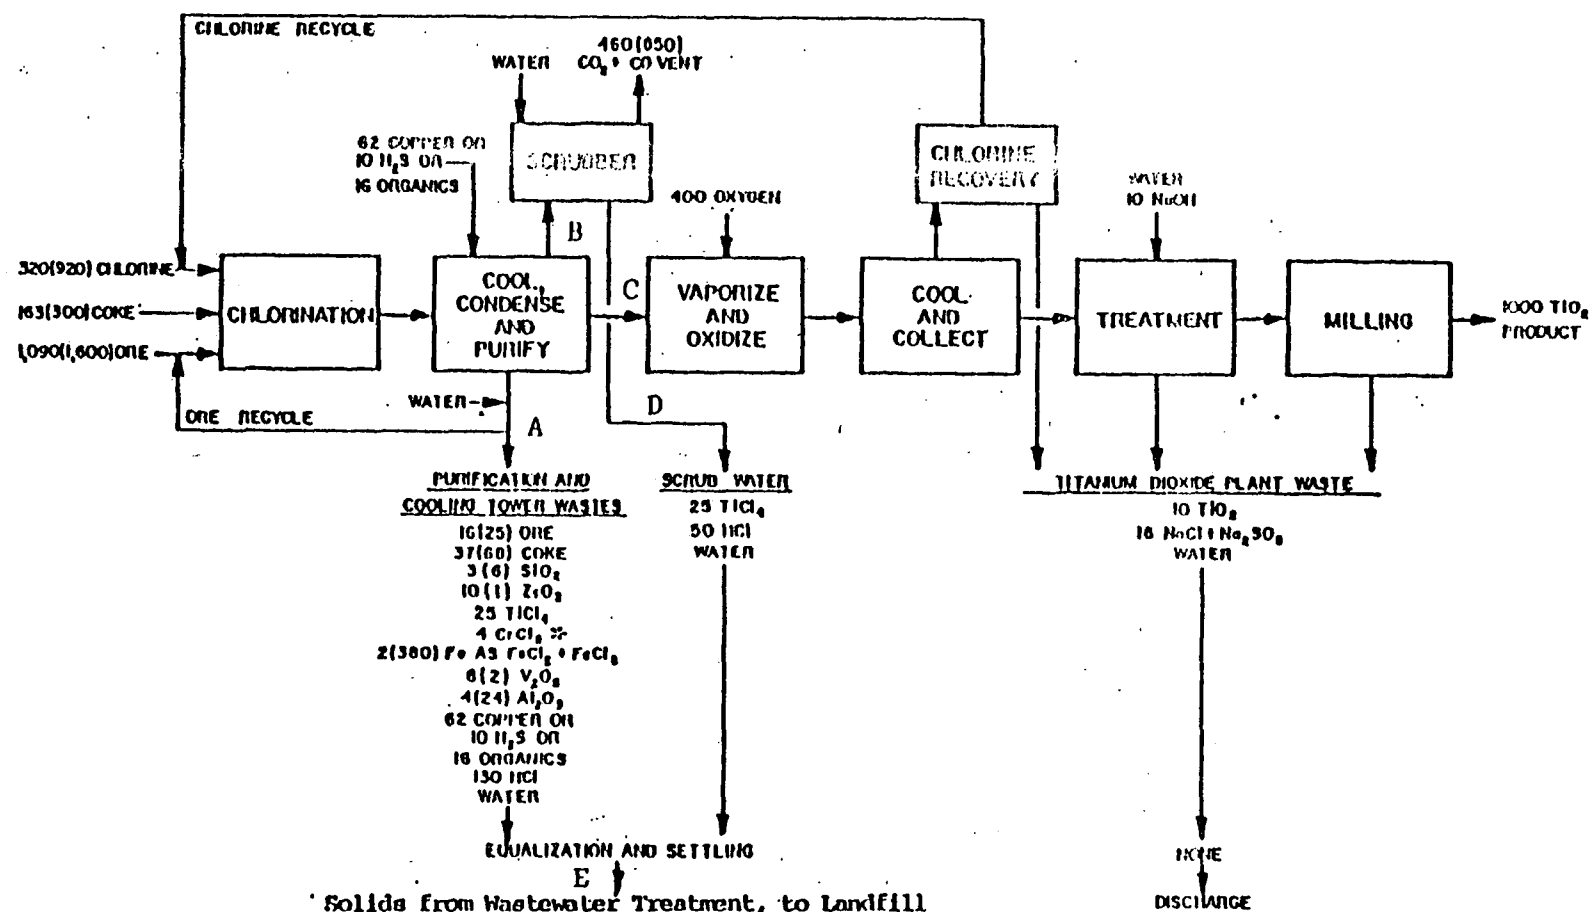 CHLORINE RECYCLE
WATER
460(650)
CO₂ + CO VENT
62 COPPER OR
10 H₂S OR
16 ORGANICS
SCRUBBER
B
400 OXYGEN
CHLORINE
RECOVERY
WATER
10 NaOH
320(920) CHLORINE
163(300) COKE
1,090(1,600) ORE
CHLORINATION
COOL,
CONDENSE
AND
PURIFY
C
VAPORIZE
AND
OXIDIZE
COOL
AND
COLLECT
TREATMENT
MILLING
1000 TiO₂
PRODUCT
WATER
ORE RECYCLE
A
D
PURIFICATION AND
COOLING TOWER WASTES
16(25) ORE
37(68) COKE
3(6) SiO₂
10(1) ZrO₂
25 TiCl₄
4 CrCl₃ *
2(380) Fe AS FeCl₂ + FeCl₃
6(2) V₂O₅
4(24) Al₂O₃
62 COPPER OR
10 H₂S OR
16 ORGANICS
130 HCl
WATER
SCRUB WATER
25 TiCl₄
50 HCl
WATER
TITANIUM DIOXIDE PLANT WASTE
10 TiO₂
16 NaCl + Na₂SO₃
WATER
EQUALIZATION AND SETTLING
E
Solids from Wastewater Treatment, to Landfill
NONE
DISCHARGE